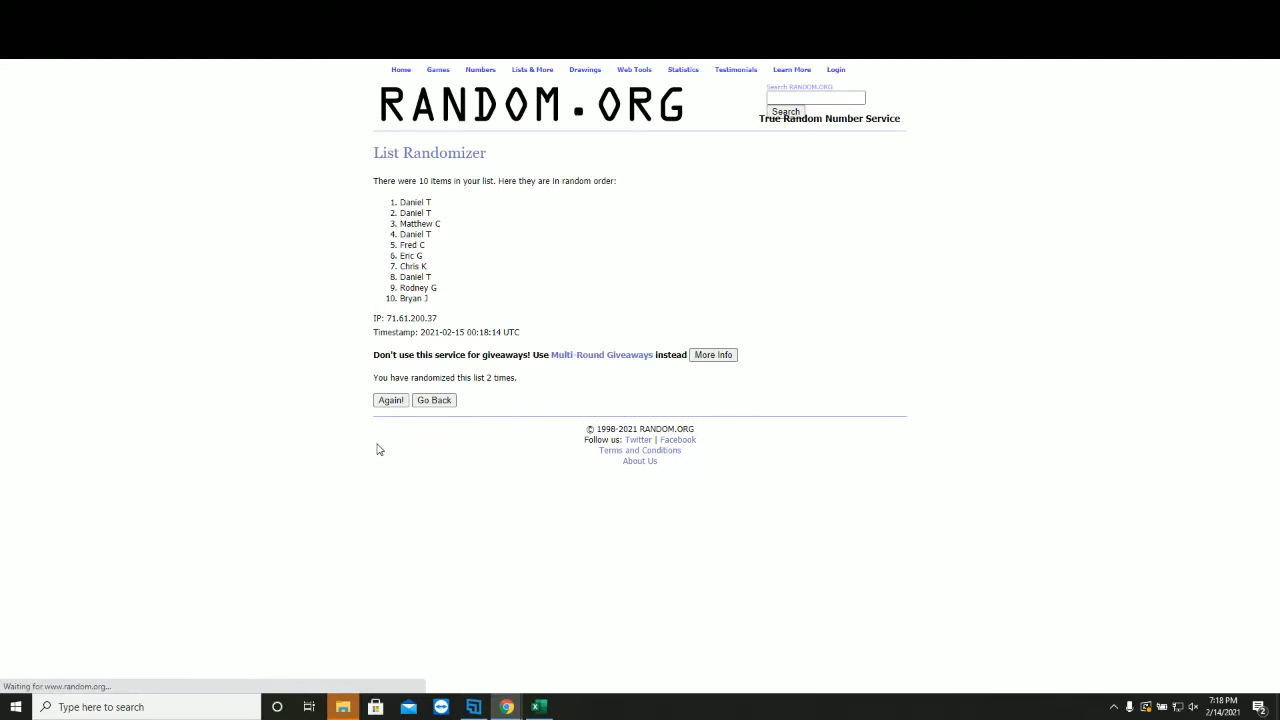 Home Games Numbers Lists & More Drawings Web Tools Statistics Testimonials Learn More Login
RANDOM.ORG
Search RANDOM.ORG
Search
True Random Number Service
List Randomizer
There were 10 items in your list. Here they are in random order:
1. Daniel T
2. Daniel T
3. Matthew C
4. Daniel T
5. Fred C
6. Eric G
7. Chris K
8. Daniel T
9. Rodney G
10. Bryan J
IP: 71.61.200.37
Timestamp: 2021-02-15 00:18:14 UTC
Don't use this service for giveaways! Use Multi-Round Giveaways instead More Info
You have randomized this list 2 times.
Again! Go Back
© 1998-2021 RANDOM.ORG
Follow us: Twitter | Facebook
Terms and Conditions
About Us
Waiting for www.random.org...
Type here to search
7:18 PM
2/14/2021
2